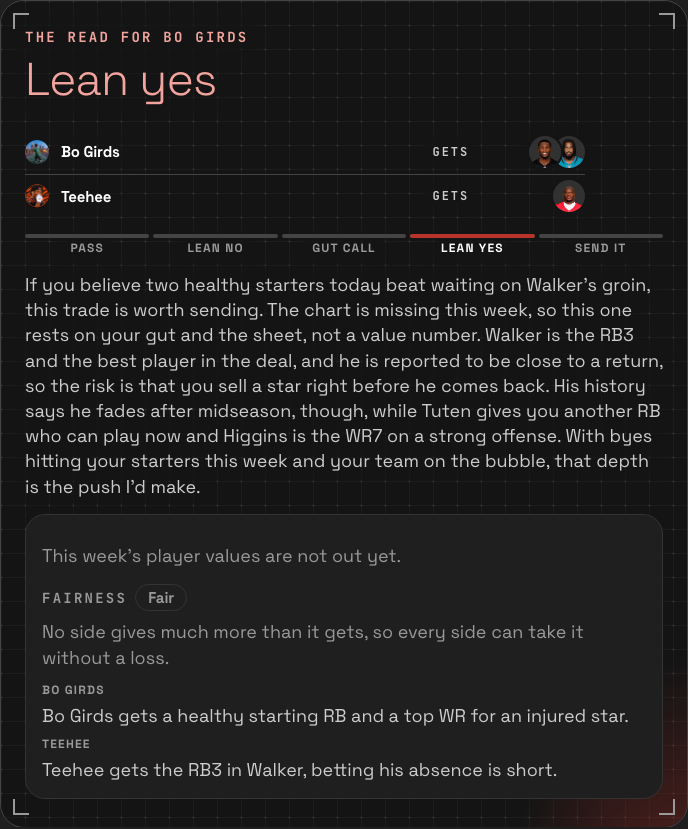 THE READ FOR BO GIRDS
Lean yes
Bo Girds GETS
Teehee GETS
PASS LEAN NO GUT CALL LEAN YES SEND IT
If you believe two healthy starters today beat waiting on Walker's groin,
this trade is worth sending. The chart is missing this week, so this one
rests on your gut and the sheet, not a value number. Walker is the RB3
and the best player in the deal, and he is reported to be close to a return,
so the risk is that you sell a star right before he comes back. His history
says he fades after midseason, though, while Tuten gives you another RB
who can play now and Higgins is the WR7 on a strong offense. With byes
hitting your starters this week and your team on the bubble, that depth
is the push I'd make.
This week's player values are not out yet.
FAIRNESS Fair
No side gives much more than it gets, so every side can take it
without a loss.
BO GIRDS
Bo Girds gets a healthy starting RB and a top WR for an injured star.
TEEHEE
Teehee gets the RB3 in Walker, betting his absence is short.